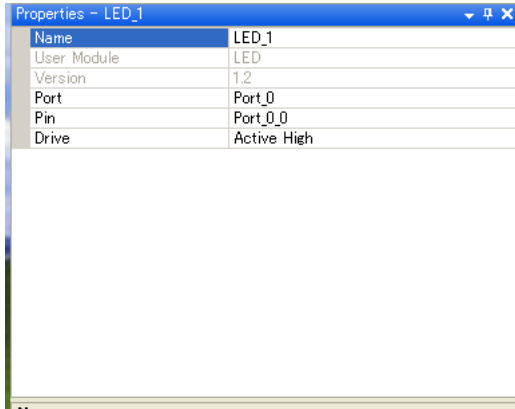 Properties - LED_1
Name LED_1
User Module LED
Version 1.2
Port Port_0
Pin Port_0_0
Drive Active High